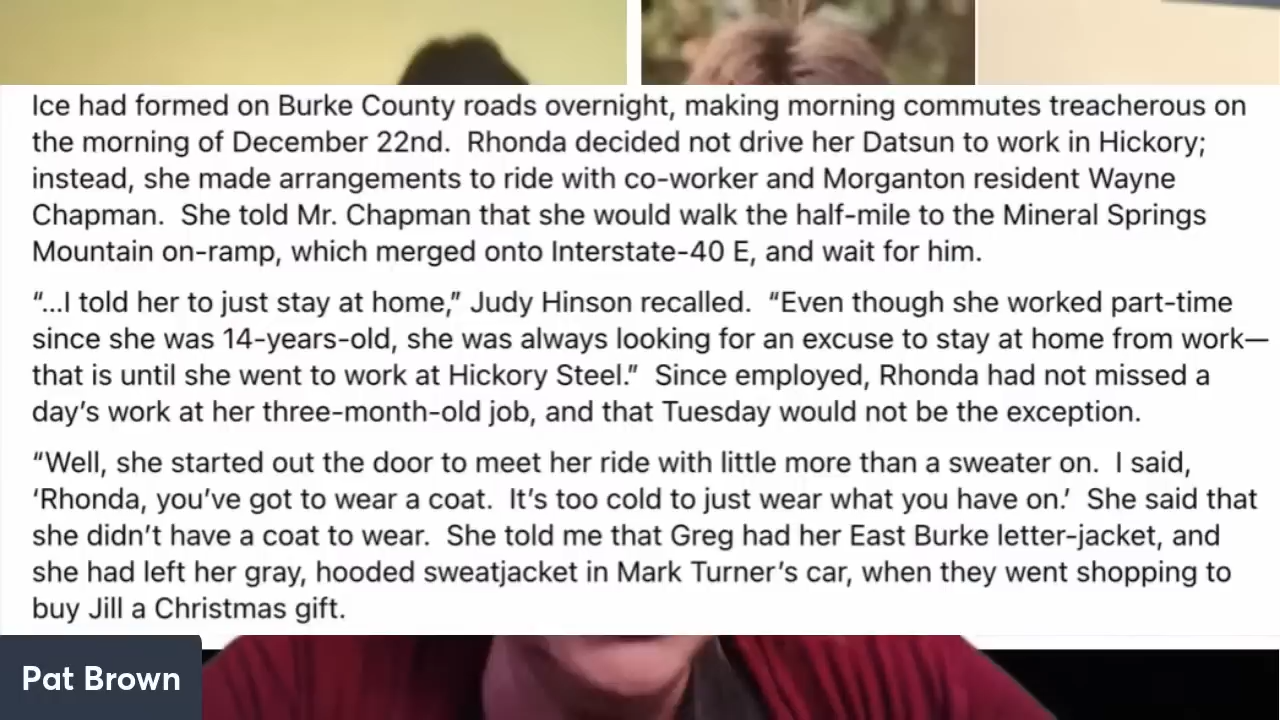 Ice had formed on Burke County roads overnight, making morning commutes treacherous on
the morning of December 22nd.  Rhonda decided not drive her Datsun to work in Hickory;
instead, she made arrangements to ride with co-worker and Morganton resident Wayne
Chapman.  She told Mr. Chapman that she would walk the half-mile to the Mineral Springs
Mountain on-ramp, which merged onto Interstate-40 E, and wait for him.
“...I told her to just stay at home,” Judy Hinson recalled.  “Even though she worked part-time
since she was 14-years-old, she was always looking for an excuse to stay at home from work—
that is until she went to work at Hickory Steel.”  Since employed, Rhonda had not missed a
day’s work at her three-month-old job, and that Tuesday would not be the exception.
“Well, she started out the door to meet her ride with little more than a sweater on.  I said,
‘Rhonda, you’ve got to wear a coat.  It’s too cold to just wear what you have on.’  She said that
she didn’t have a coat to wear.  She told me that Greg had her East Burke letter-jacket, and
she had left her gray, hooded sweatjacket in Mark Turner’s car, when they went shopping to
buy Jill a Christmas gift.
Pat Brown